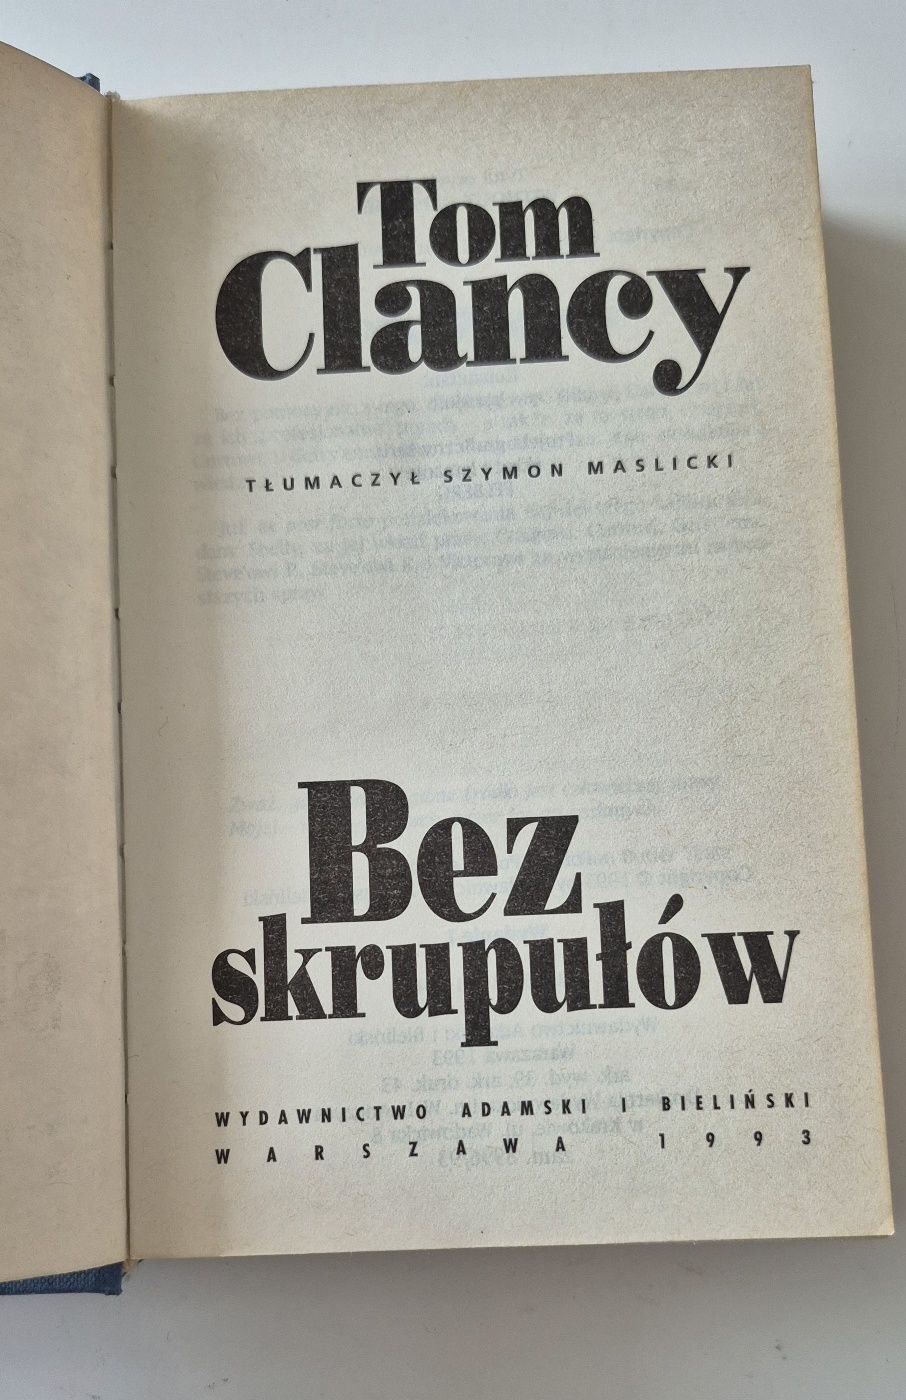 Tom
Clancy
TŁUMACZYŁ SZYMON MASLICKI
Bez
skrupułów
WYDAWNICTWO ADAMSKI I BIELIŃSKI
WARSZAWA 1993